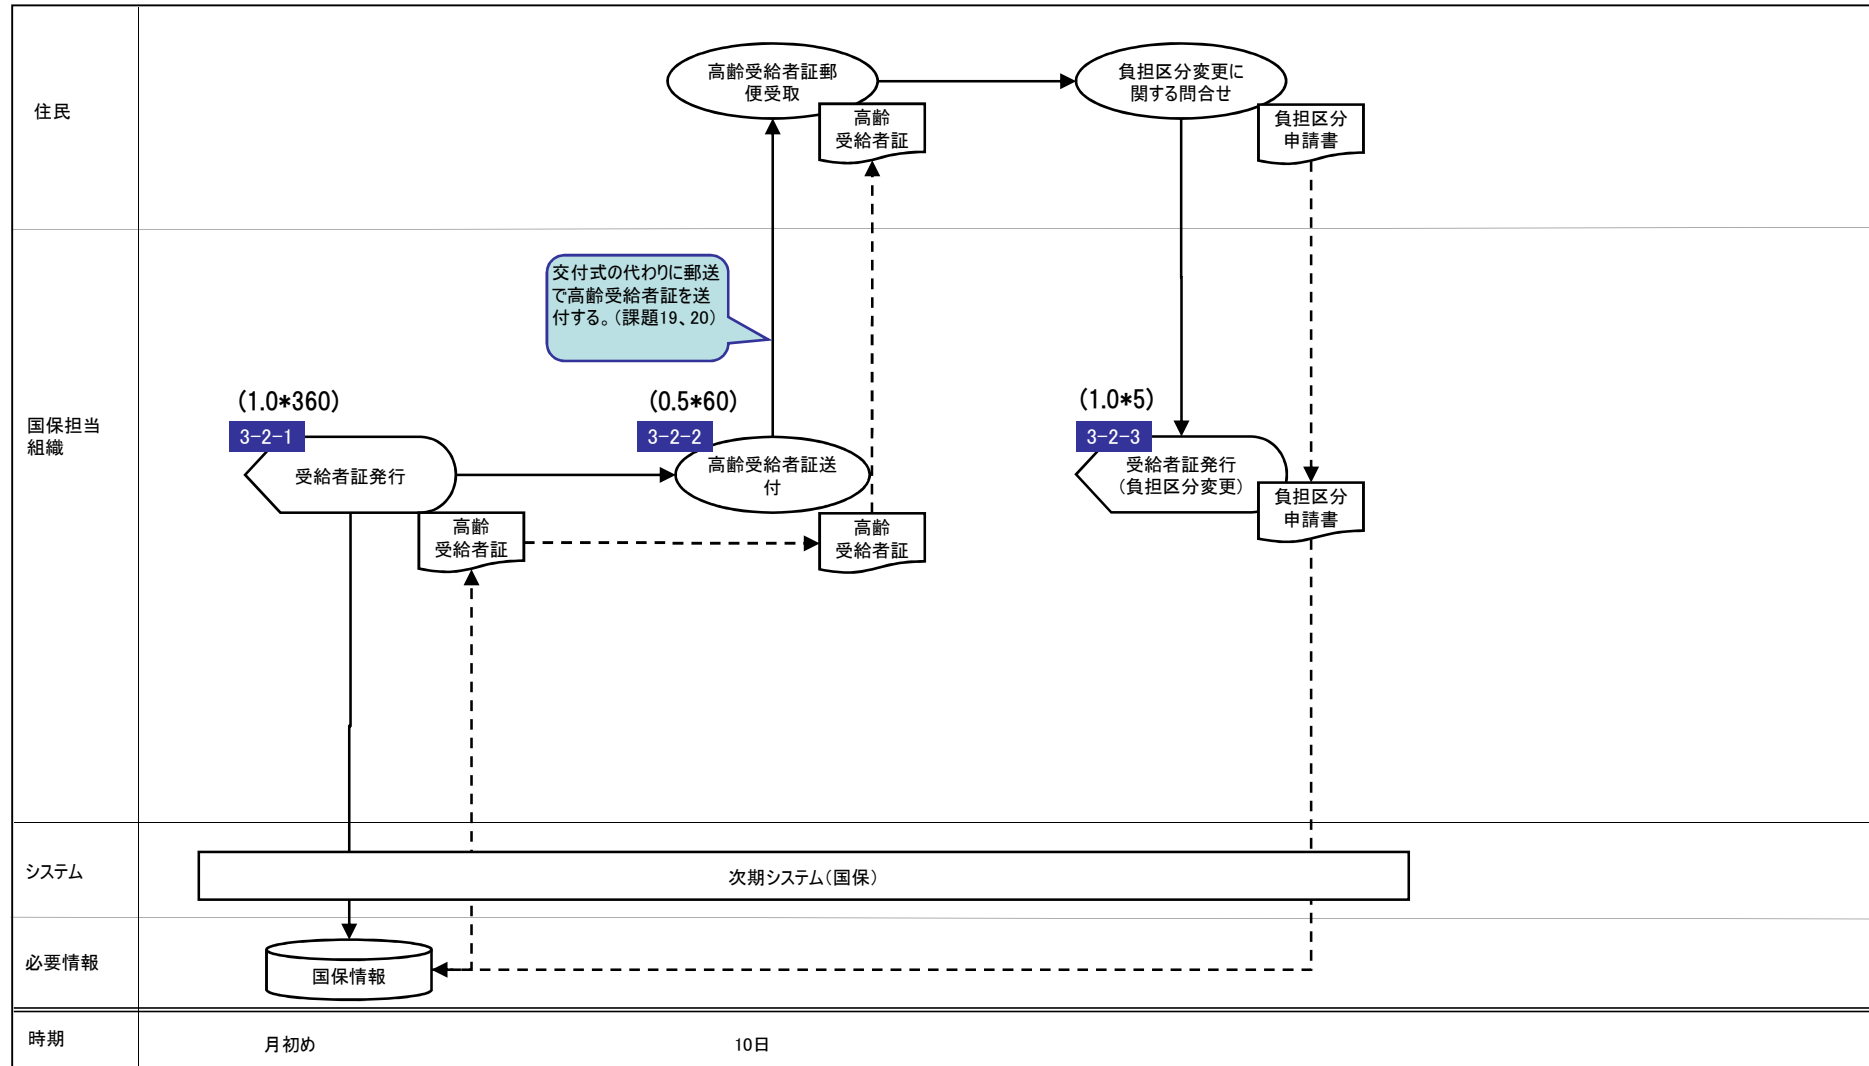 住民
高齢受給者証郵
便受取
高齢
受給者証
負担区分変更に
関する問合せ
負担区分
申請書
国保担当
組織
交付式の代わりに郵送
で高齢受給者証を送
付する。（課題19、20）
(1.0*360)
3-2-1
受給者証発行
高齢
受給者証
(0.5*60)
3-2-2
高齢受給者証送
付
高齢
受給者証
(1.0*5)
3-2-3
受給者証発行
（負担区分変更）
負担区分
申請書
システム
次期システム（国保）
必要情報
国保情報
時期
月初め
10日